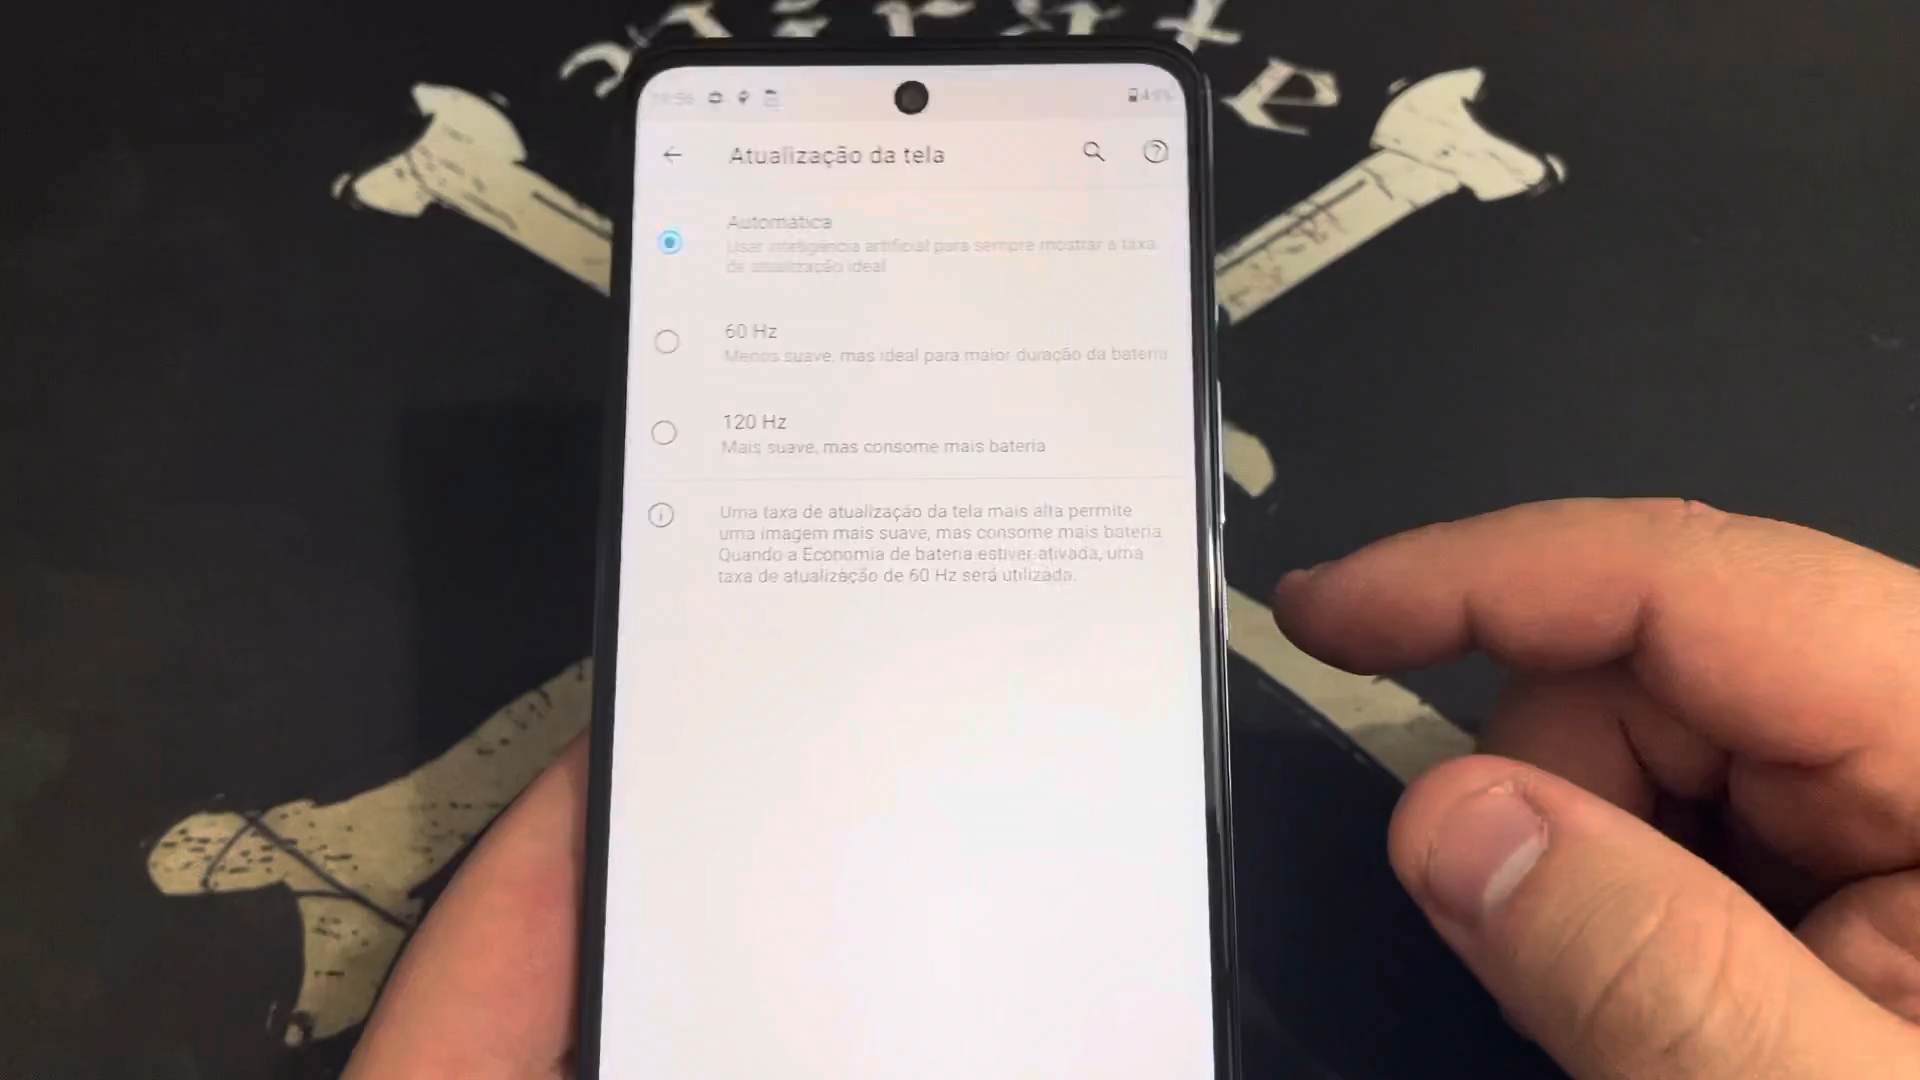 19:56
Atualização da tela
Automática
Usar inteligência artificial para sempre mostrar a taxa
de atualização ideal
60 Hz
Menos suave, mas ideal para maior duração da bateria
120 Hz
Mais suave, mas consome mais bateria
Uma taxa de atualização da tela mais alta permite
uma imagem mais suave, mas consome mais bateria
Quando a Economia de bateria estiver ativada, uma
taxa de atualização de 60 Hz será utilizada.